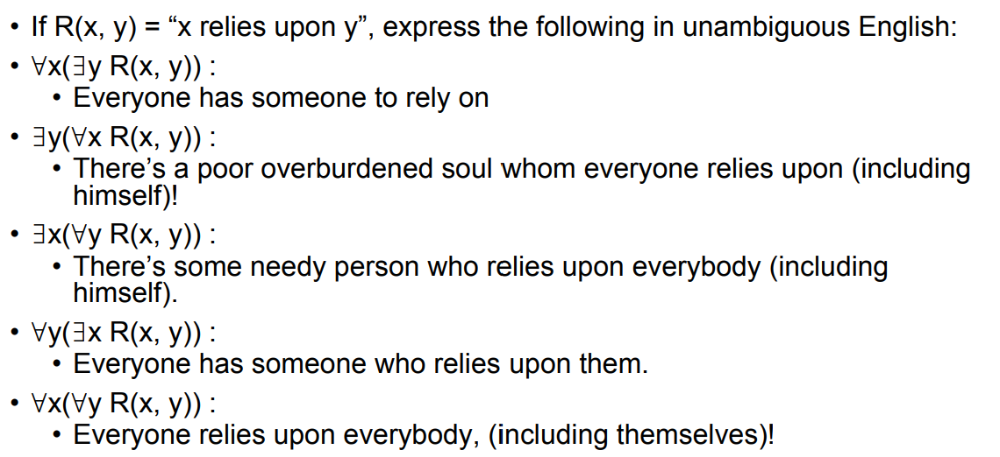 • If R(x, y) = “x relies upon y”, express the following in unambiguous English:
• ∀x(∃y R(x, y)) :
• Everyone has someone to rely on
• ∃y(∀x R(x, y)) :
• There’s a poor overburdened soul whom everyone relies upon (including
himself)!
• ∃x(∀y R(x, y)) :
• There’s some needy person who relies upon everybody (including
himself).
• ∀y(∃x R(x, y)) :
• Everyone has someone who relies upon them.
• ∀x(∀y R(x, y)) :
• Everyone relies upon everybody, (including themselves)!